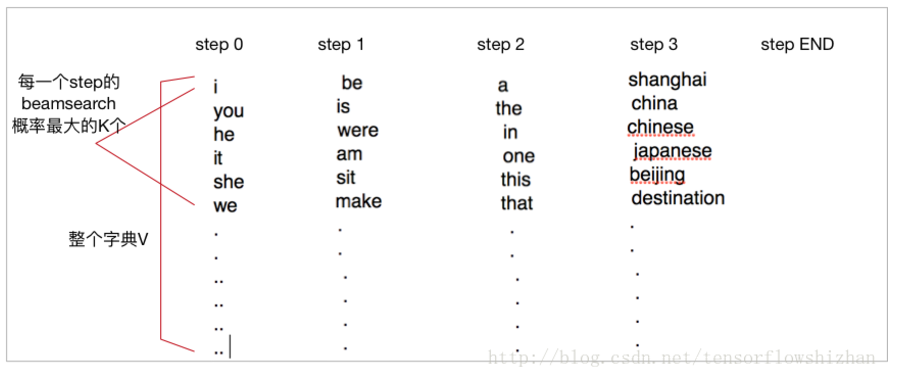 step 0 step 1 step 2 step 3 step END
每一个step的
beamsearch
概率最大的K个
i be a shanghai
you is the china
he were in chinese
it am one japanese
she sit this beijing
we make that destination
. . . .
. . . .
.. . . .
.. . . .
.. . . .
.. . . .
整个字典V
http://blog.csdn.net/tensorflowshizhan